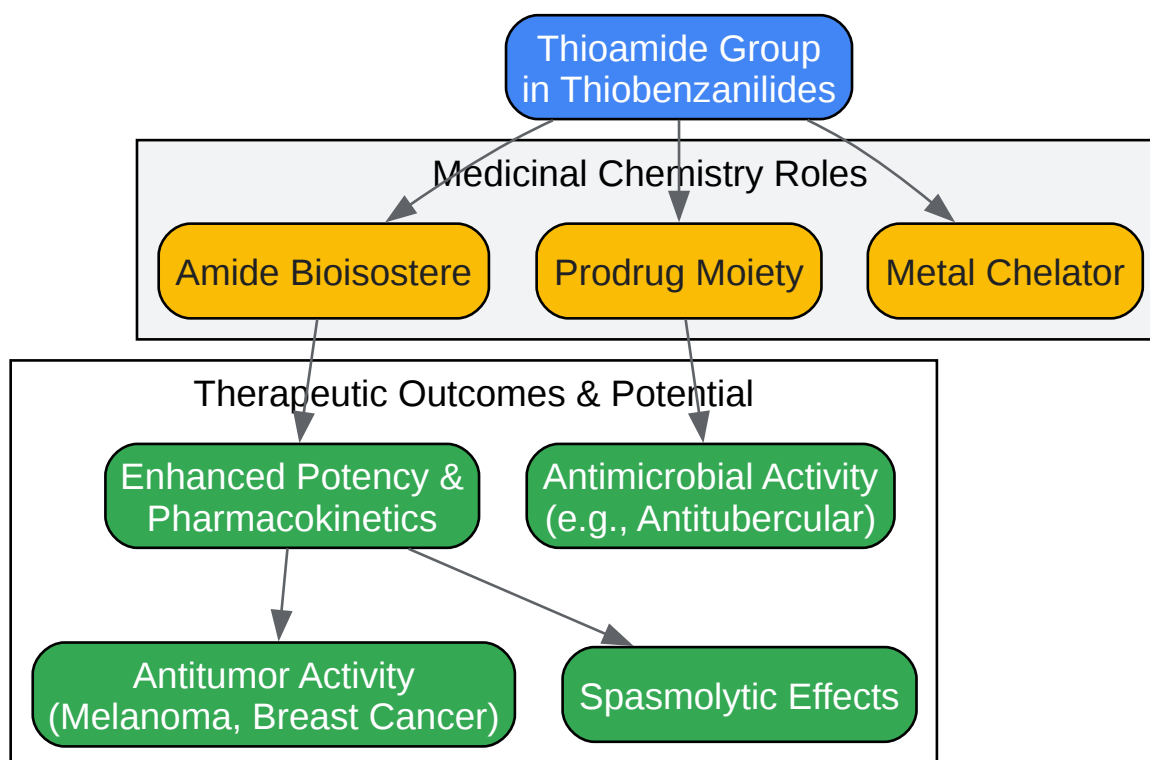 Thioamide Group
in Thiobenzanilides
Medicinal Chemistry Roles
Amide Bioisostere
Prodrug Moiety
Metal Chelator
Therapeutic Outcomes & Potential
Enhanced Potency &
Pharmacokinetics
Antimicrobial Activity
(e.g., Antitubercular)
Antitumor Activity
(Melanoma, Breast Cancer)
Spasmolytic Effects